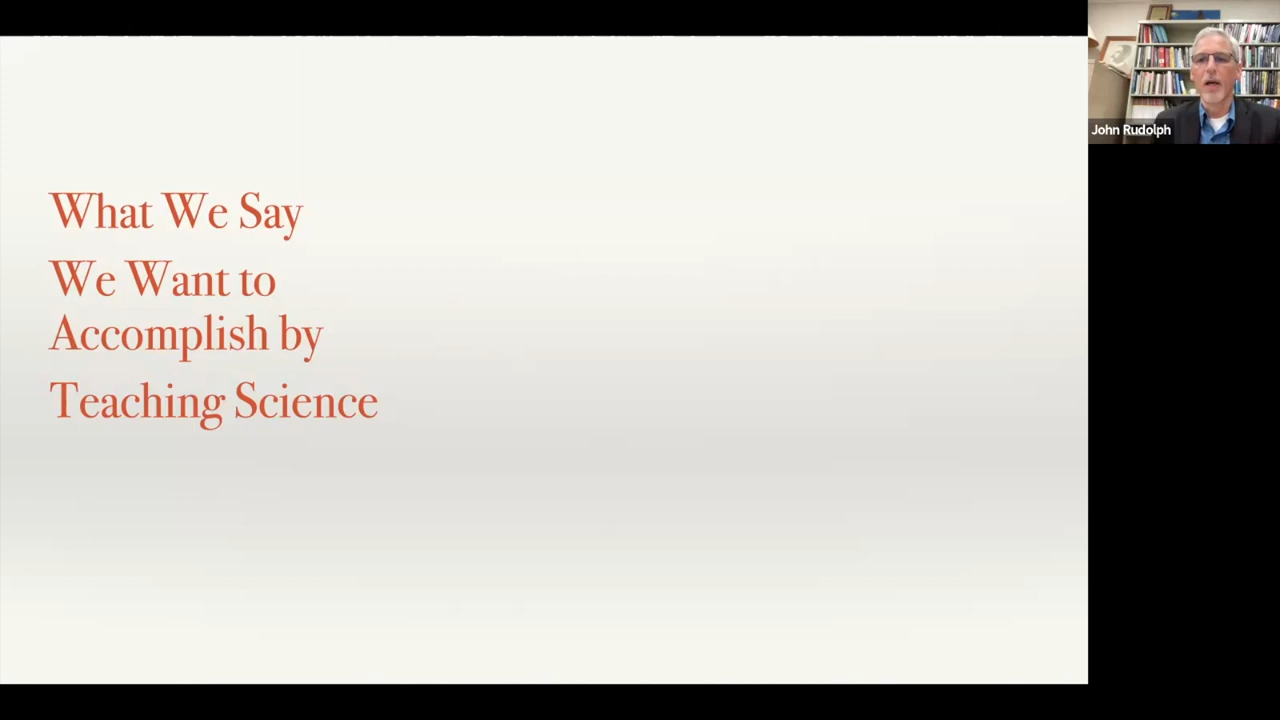 What We Say
We Want to
Accomplish by
Teaching Science
John Rudolph